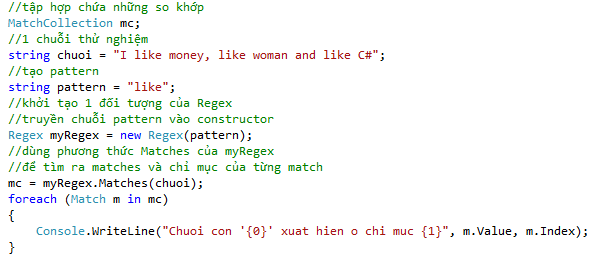 //tập hợp chứa những so khớp
MatchCollection mc;
//1 chuỗi thử nghiệm
string chuoi = "I like money, like woman and like C#";
//tạo pattern
string pattern = "like";
//khởi tạo 1 đối tượng của Regex
//truyền chuỗi pattern vào constructor
Regex myRegex = new Regex(pattern);
//dùng phương thức Matches của myRegex
//để tìm ra matches và chỉ mục của từng match
mc = myRegex.Matches(chuoi);
foreach (Match m in mc)
{
    Console.WriteLine("Chuoi con '{0}' xuat hien o chi muc {1}", m.Value, m.Index);
}